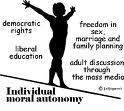 democratic
rights
freedom in
sex,
marriage and
family planning
liberal
education
adult discussion
through the
mass media
Individual
moral autonomy